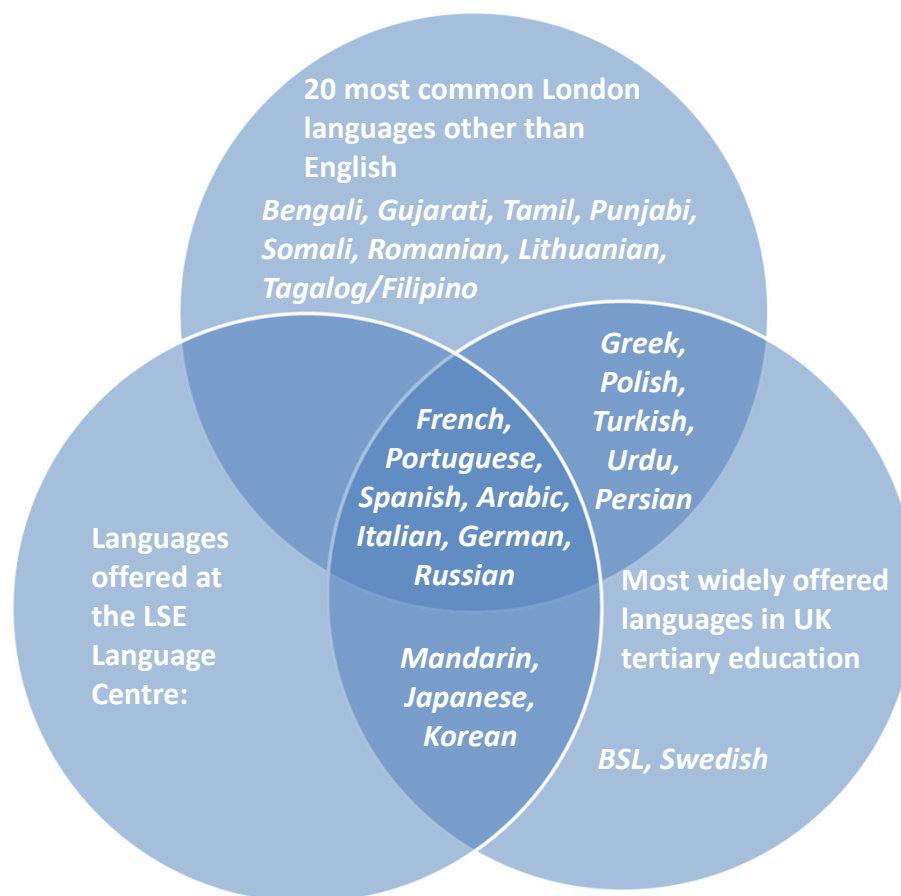 20 most common London
languages other than
English
Bengali, Gujarati, Tamil, Punjabi,
Somali, Romanian, Lithuanian,
Tagalog/Filipino
Greek,
Polish,
Turkish,
Urdu,
Persian
French,
Portuguese,
Spanish, Arabic,
Italian, German,
Russian
Languages
offered at
the LSE
Language
Centre:
Most widely offered
languages in UK
tertiary education
Mandarin,
Japanese,
Korean
BSL, Swedish